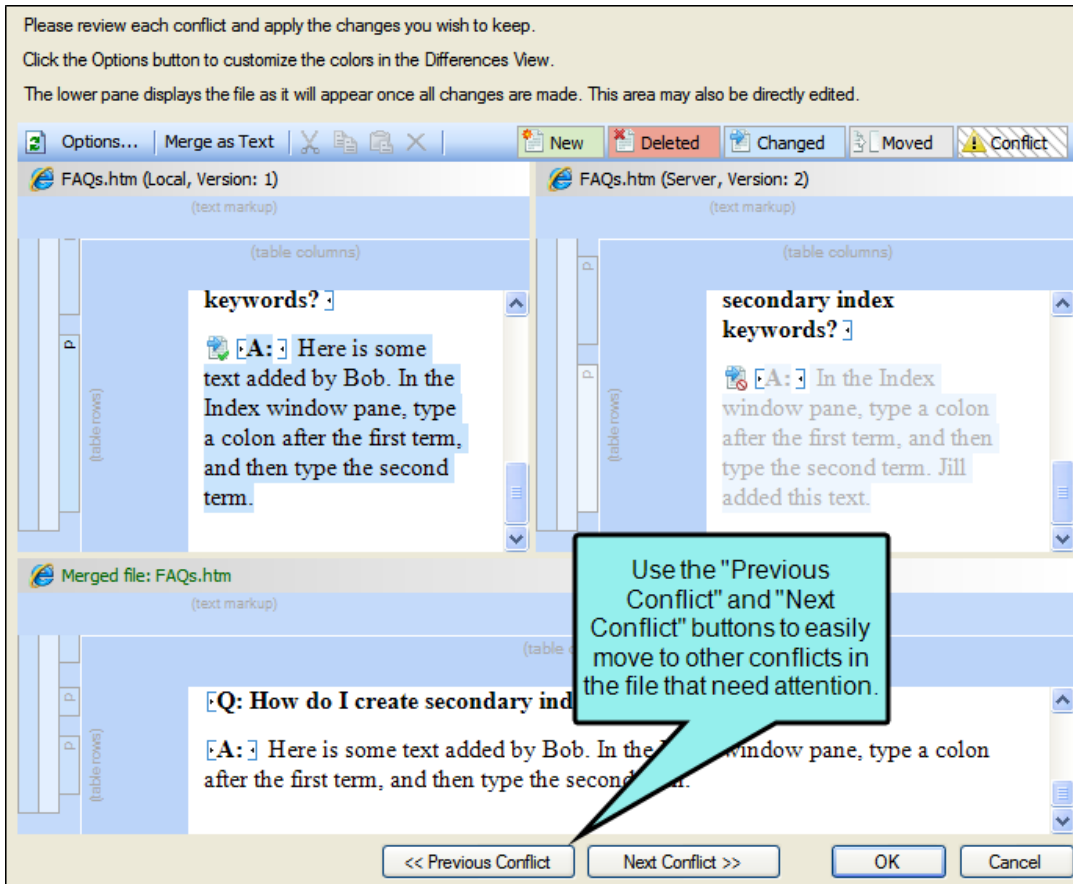 Please review each conflict and apply the changes you wish to keep.
Click the Options button to customize the colors in the Differences View.
The lower pane displays the file as it will appear once all changes are made. This area may also be directly edited.
Options... Merge as Text New Deleted Changed Moved Conflict
FAQs.htm (Local, Version: 1)
(text markup)
(table columns)
P
(table rows)
keywords?
A: Here is some
text added by Bob. In the
Index window pane, type
a colon after the first term,
and then type the second
term.
FAQs.htm (Server, Version: 2)
(text markup)
(table columns)
P
P
(table rows)
secondary index
keywords?
A: In the Index
window pane, type a colon
after the first term, and then
type the second term. Jill
added this text.
Use the "Previous
Conflict" and "Next
Conflict" buttons to easily
move to other conflicts in
the file that need attention.
Merged file: FAQs.htm
(text markup)
(table
P
P
(table rows)
Q: How do I create secondary ind
A: Here is some text added by Bob. In the window pane, type a colon
after the first term, and then type the second
<< Previous Conflict Next Conflict >> OK Cancel